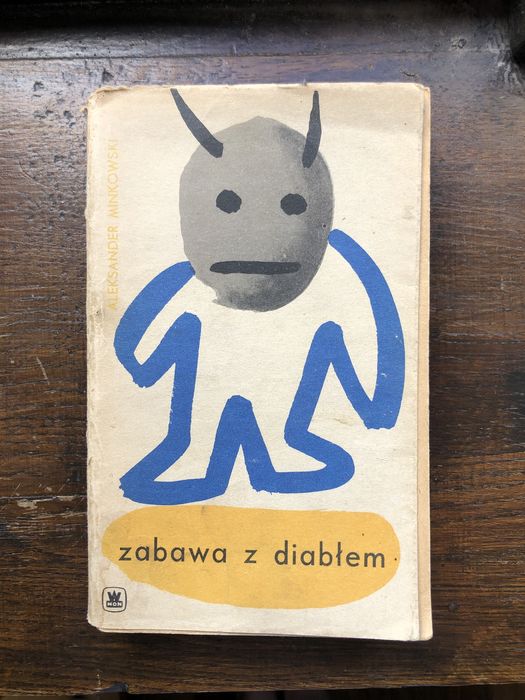 ALEKSANDER MINKOWSKI
zabawa z diabłem
W
MON